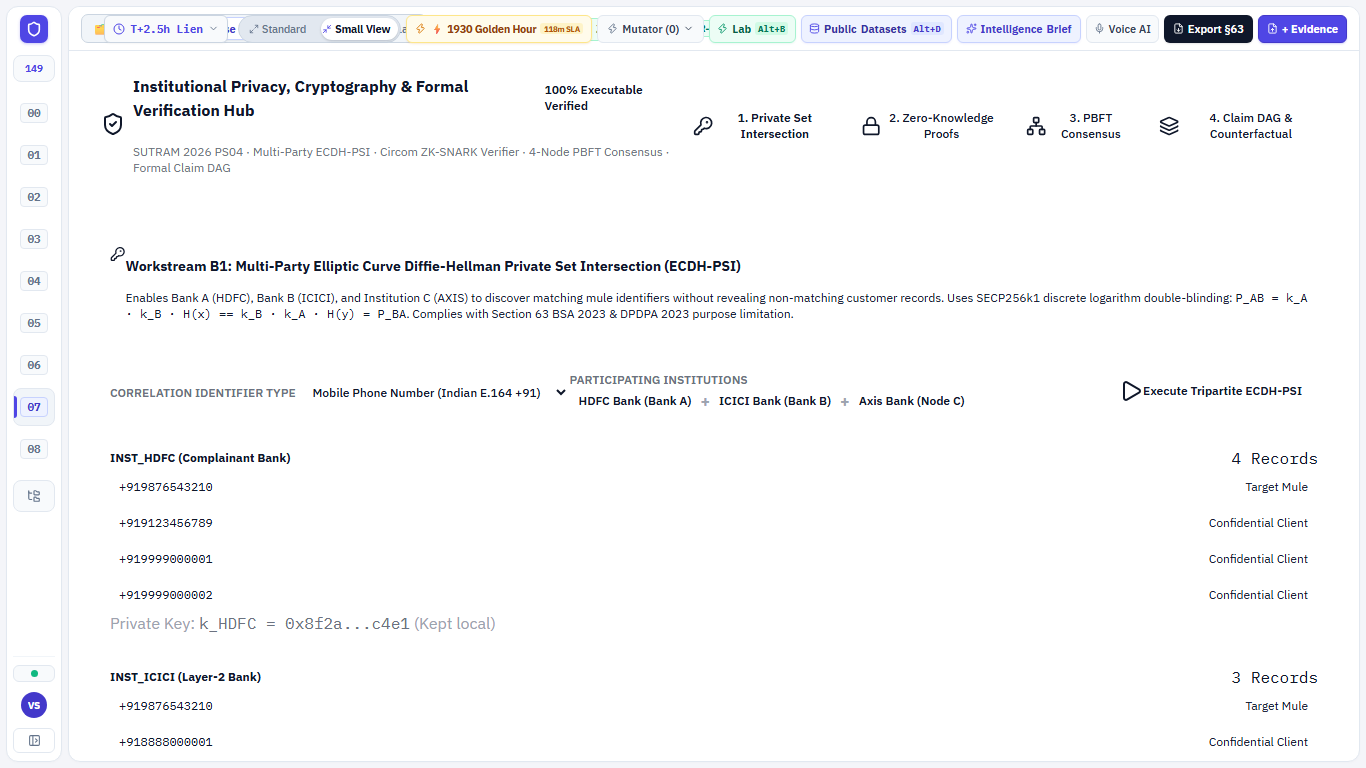 T+2.5h Lien
se
Standard
Small View
1930 Golden Hour
118m SLA
Mutator (0)
Lab Alt+B
Public Datasets Alt+D
Intelligence Brief
Voice AI
Export §63
+ Evidence
149
00
01
02
03
04
05
06
07
08
VS
Institutional Privacy, Cryptography & Formal
Verification Hub
100% Executable
Verified
SUTRAM 2026 PS04 · Multi-Party ECDH-PSI · Circom ZK-SNARK Verifier · 4-Node PBFT Consensus ·
Formal Claim DAG
1. Private Set
Intersection
2. Zero-Knowledge
Proofs
3. PBFT
Consensus
4. Claim DAG &
Counterfactual
Workstream B1: Multi-Party Elliptic Curve Diffie-Hellman Private Set Intersection (ECDH-PSI)
Enables Bank A (HDFC), Bank B (ICICI), and Institution C (AXIS) to discover matching mule identifiers without revealing non-matching customer records. Uses SECP256k1 discrete logarithm double-blinding: P_AB = k_A
· k_B · H(x) == k_B · k_A · H(y) = P_BA. Complies with Section 63 BSA 2023 & DPDPA 2023 purpose limitation.
CORRELATION IDENTIFIER TYPE
Mobile Phone Number (Indian E.164 +91)
PARTICIPATING INSTITUTIONS
HDFC Bank (Bank A) + ICICI Bank (Bank B) + Axis Bank (Node C)
Execute Tripartite ECDH-PSI
INST_HDFC (Complainant Bank) 4 Records
+919876543210 Target Mule
+919123456789 Confidential Client
+919999000001 Confidential Client
+919999000002 Confidential Client
Private Key: k_HDFC = 0x8f2a...c4e1 (Kept local)
INST_ICICI (Layer-2 Bank) 3 Records
+919876543210 Target Mule
+918888000001 Confidential Client